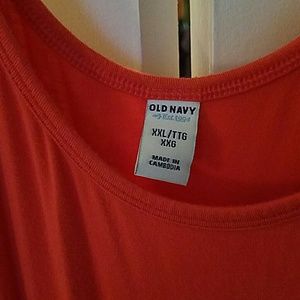 OLD NAVY
XXL/TTG
XXG
MADE IN
CAMBODIA